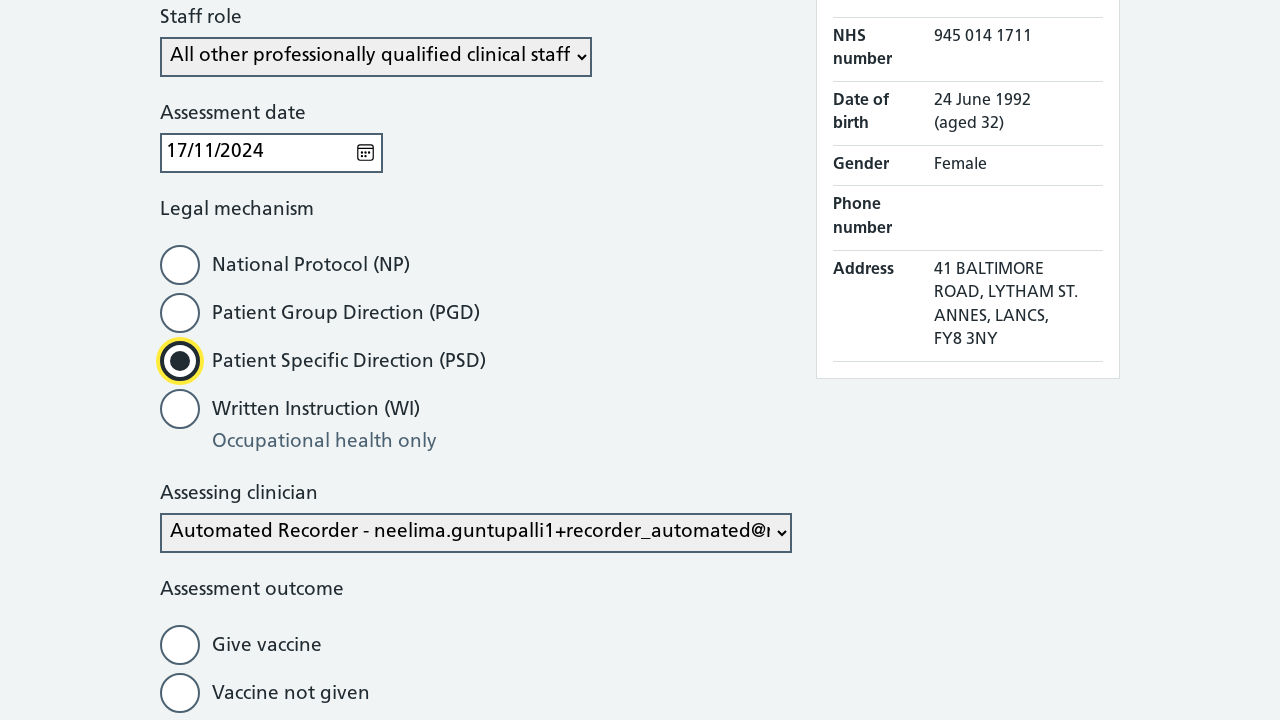 Staff role
All other professionally qualified clinical staff
Assessment date
17/11/2024
Legal mechanism
National Protocol (NP)
Patient Group Direction (PGD)
Patient Specific Direction (PSD)
Written Instruction (WI)
Occupational health only
Assessing clinician
Automated Recorder - neelima.guntupalli1+recorder_automated@
Assessment outcome
Give vaccine
Vaccine not given
NHS number
945 014 1711
Date of birth
24 June 1992
(aged 32)
Gender
Female
Phone number
Address
41 BALTIMORE
ROAD, LYTHAM ST.
ANNES, LANCS,
FY8 3NY